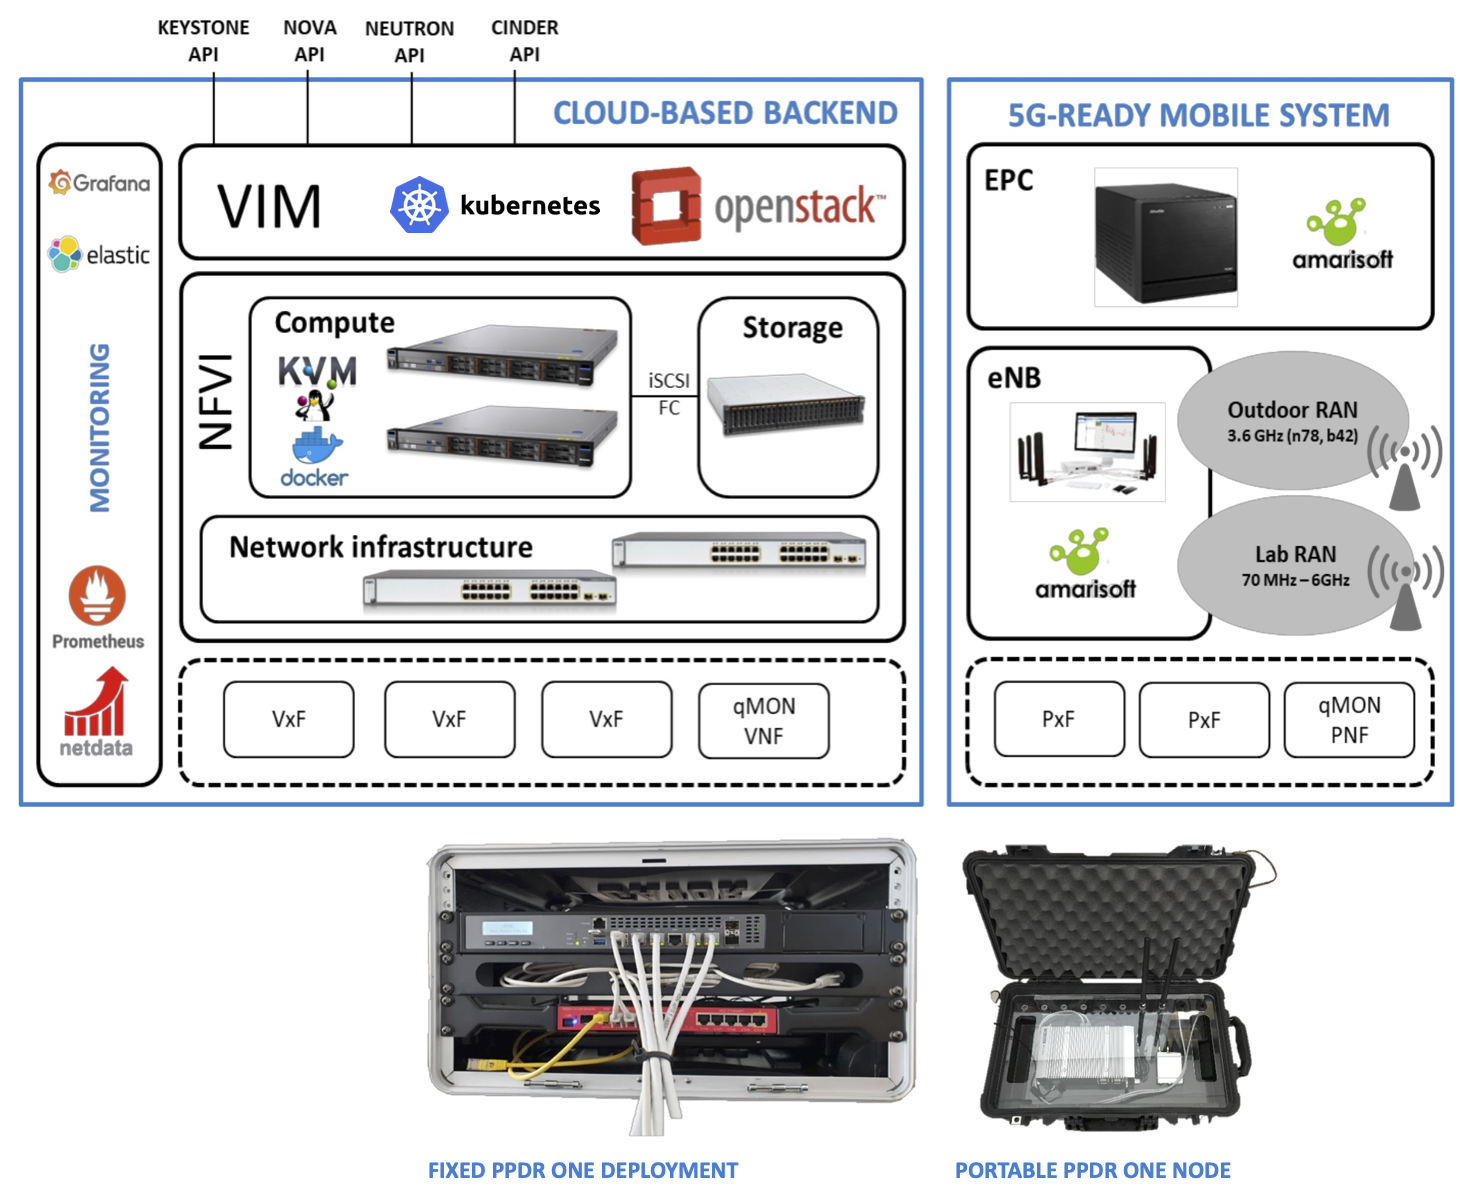 KEYSTONE
API
NOVA
API
NEUTRON
API
CINDER
API
CLOUD-BASED BACKEND
Grafana
elastic
MONITORING
Prometheus
netdata
VIM
kubernetes
openstack™
NFVI
Compute
KVM
docker
iSCSI
FC
Storage
Network infrastructure
VxF
VxF
VxF
qMON
VNF
5G-READY MOBILE SYSTEM
EPC
amarisoft
eNB
amarisoft
Outdoor RAN
3.6 GHz (n78, b42)
Lab RAN
70 MHz – 6GHz
PxF
PxF
qMON
PNF
FIXED PPDR ONE DEPLOYMENT
PORTABLE PPDR ONE NODE